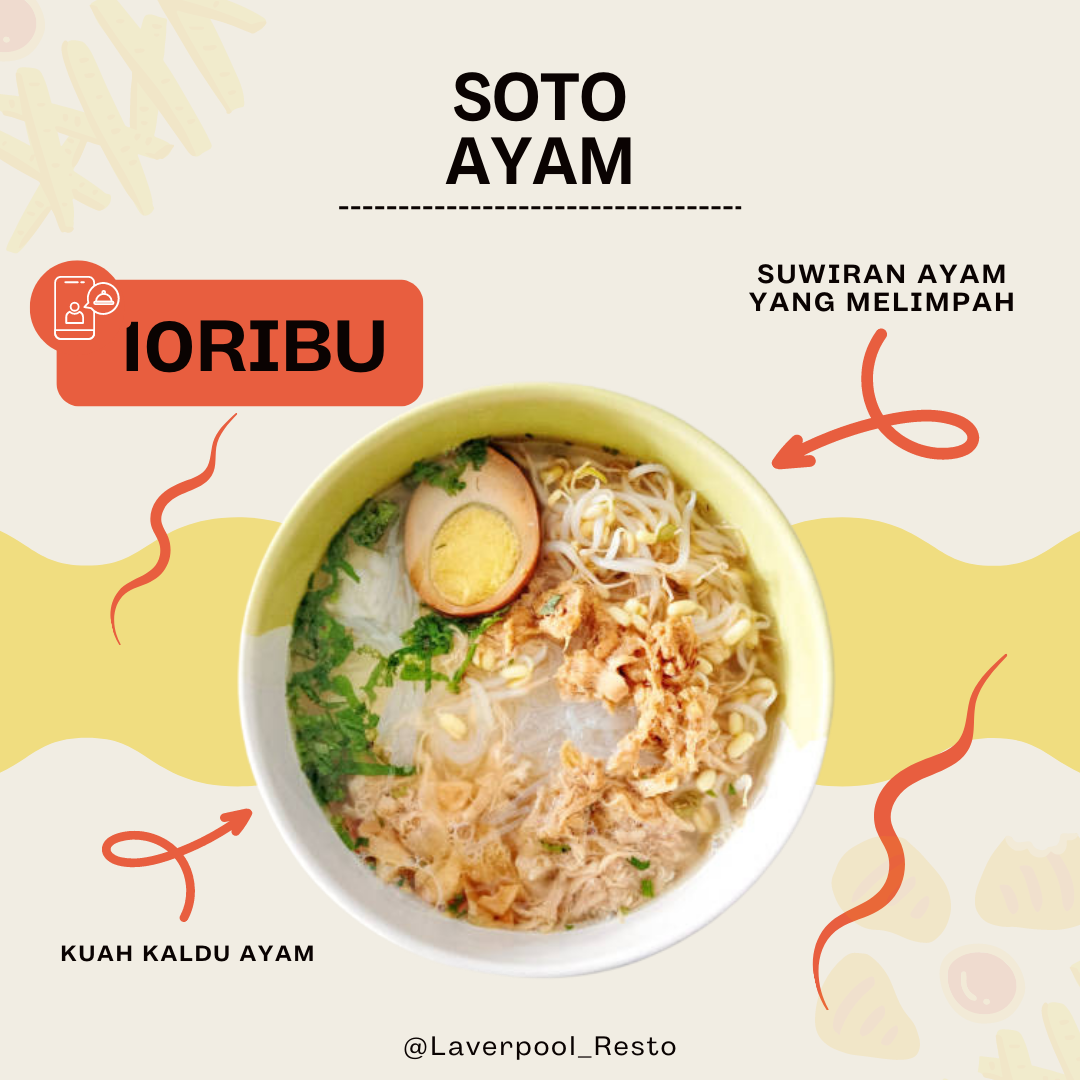 SOTO
AYAM
10RIBU
SUWIRAN AYAM
YANG MELIMPAH
KUAH KALDU AYAM
@Laverpool_Resto